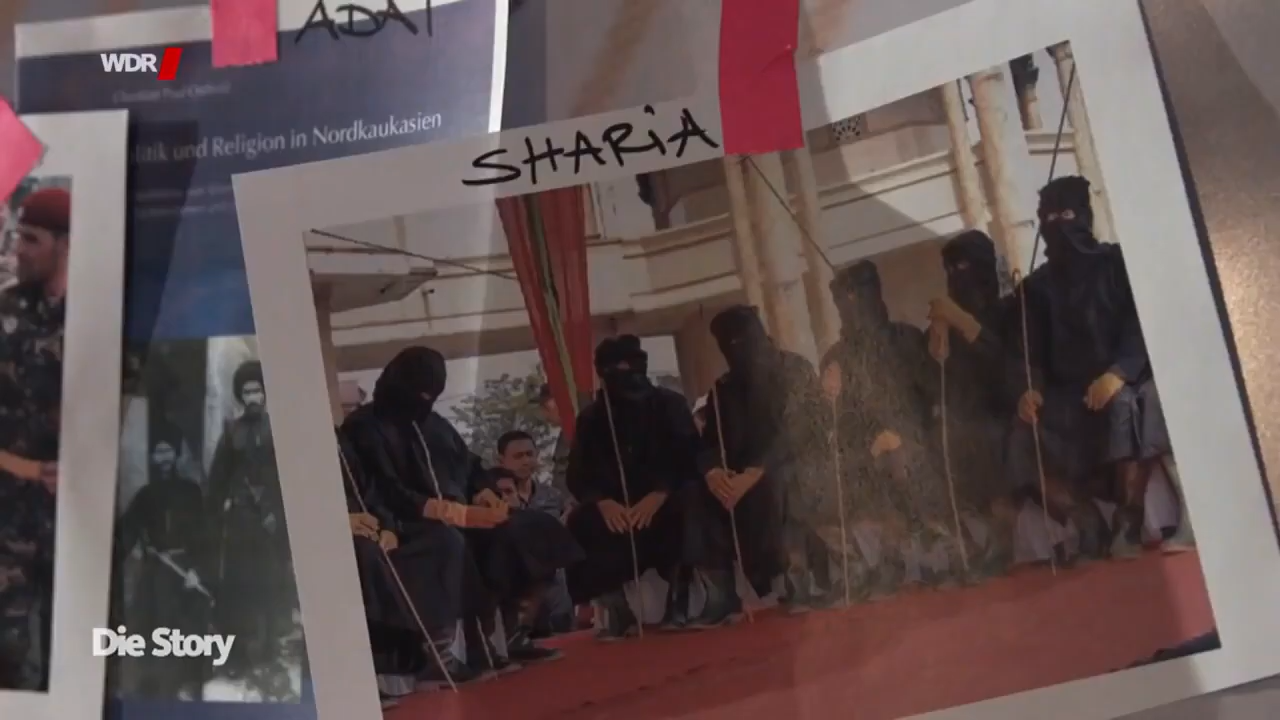 ADAT
WDR
litik und Religion in Nordkaukasien
SHARiA
Die Story